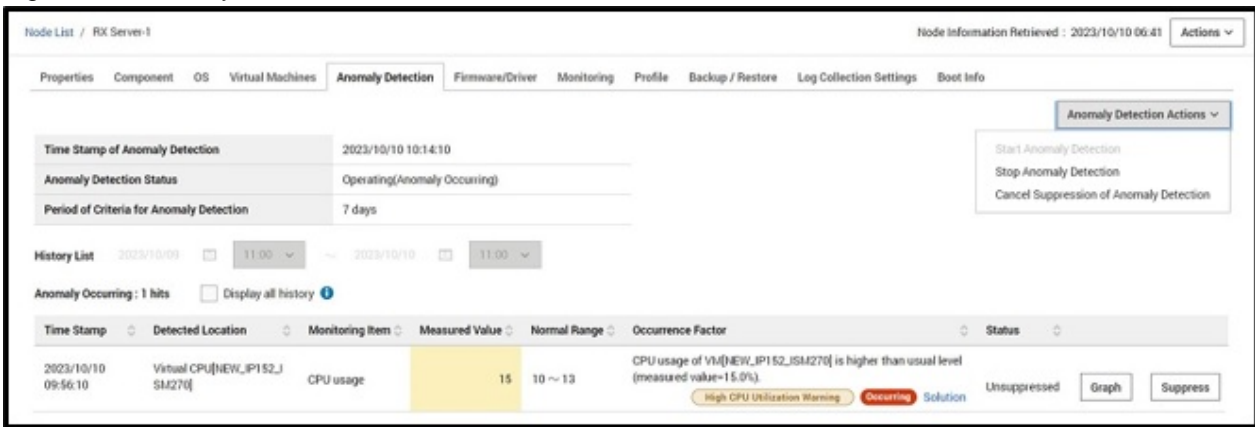 Node List / RX Server-1
Node Information Retrieved : 2023/10/10 06:41 Actions
Properties Component OS Virtual Machines Anomaly Detection Firmware/Driver Monitoring Profile Backup / Restore Log Collection Settings Boot Info
Anomaly Detection Actions
Start Anomaly Detection
Stop Anomaly Detection
Cancel Suppression of Anomaly Detection
Time Stamp of Anomaly Detection 2023/10/10 10:14:10
Anomaly Detection Status Operating(Anomaly Occurring)
Period of Criteria for Anomaly Detection 7 days
History List 2023/10/09 11:00 ~ 2023/10/10 11:00
Anomaly Occurring : 1 hits Display all history
Time Stamp Detected Location Monitoring Item Measured Value Normal Range Occurrence Factor Status
2023/10/10
09:56:10
Virtual CPU[NEW_IP152_I
SM270[
CPU usage
15
10 ~ 13
CPU usage of VM[NEW_IP152_ISM270[ is higher than usual level
(measured value=15.0%).
High CPU Utilization Warning Occurring Solution
Unsuppressed
Graph
Suppress